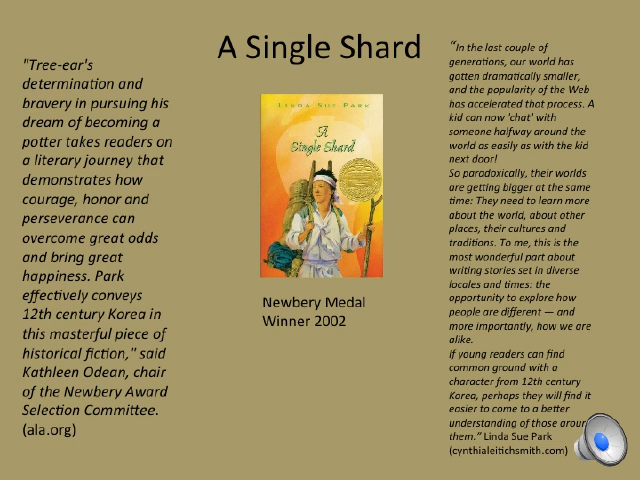 A Single Shard
"Tree-ear's
determination and
bravery in pursuing his
dream of becoming a
potter takes readers on
a literary journey that
demonstrates how
courage, honor and
perseverance can
overcome great odds
and bring great
happiness. Park
effectively conveys
12th century Korea in
this masterful piece of
historical fiction," said
Kathleen Odean, chair
of the Newbery Award
Selection Committee.
(ala.org)
LINDA SUE PARK
A
Single Shard
Newbery Medal
Winner 2002
“In the last couple of
generations, our world has
gotten dramatically smaller,
and the popularity of the Web
has accelerated that process. A
kid can now 'chat' with
someone halfway around the
world as easily as with the kid
next door!
So paradoxically, their worlds
are getting bigger at the same
time: They need to learn more
about the world, about other
places, their cultures and
traditions. To me, this is the
most wonderful part about
writing stories set in diverse
locales and times: the
opportunity to explore how
people are different — and
more importantly, how we are
alike.
If young readers can find
common ground with a
character from 12th century
Korea, perhaps they will find it
easier to come to a better
understanding of those around
them.” Linda Sue Park
(cynthialeitichsmith.com)